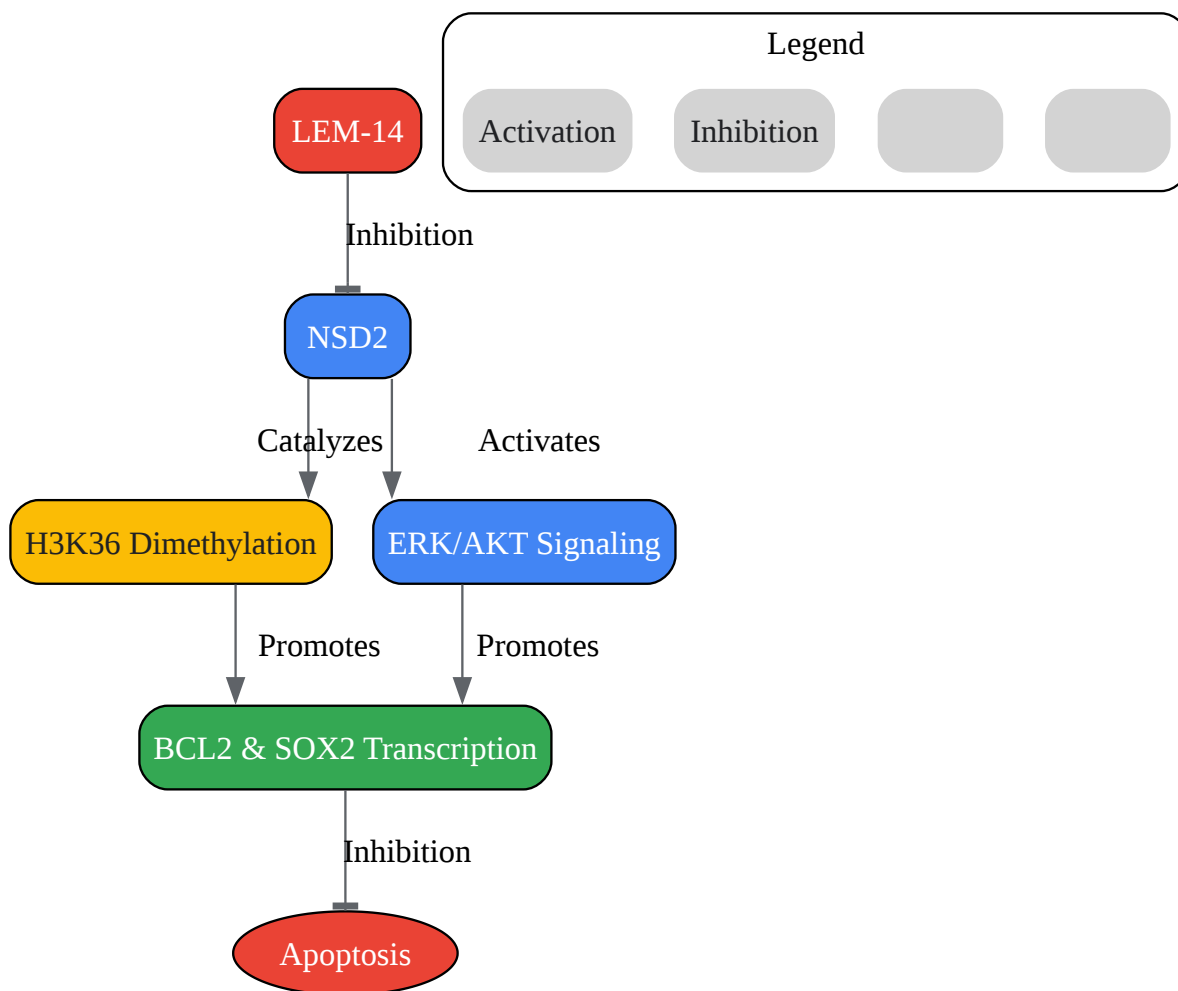 Legend
LEM-14
Activation
Inhibition
Inhibition
NSD2
Catalyzes
Activates
H3K36 Dimethylation
ERK/AKT Signaling
Promotes
Promotes
BCL2 & SOX2 Transcription
Inhibition
Apoptosis